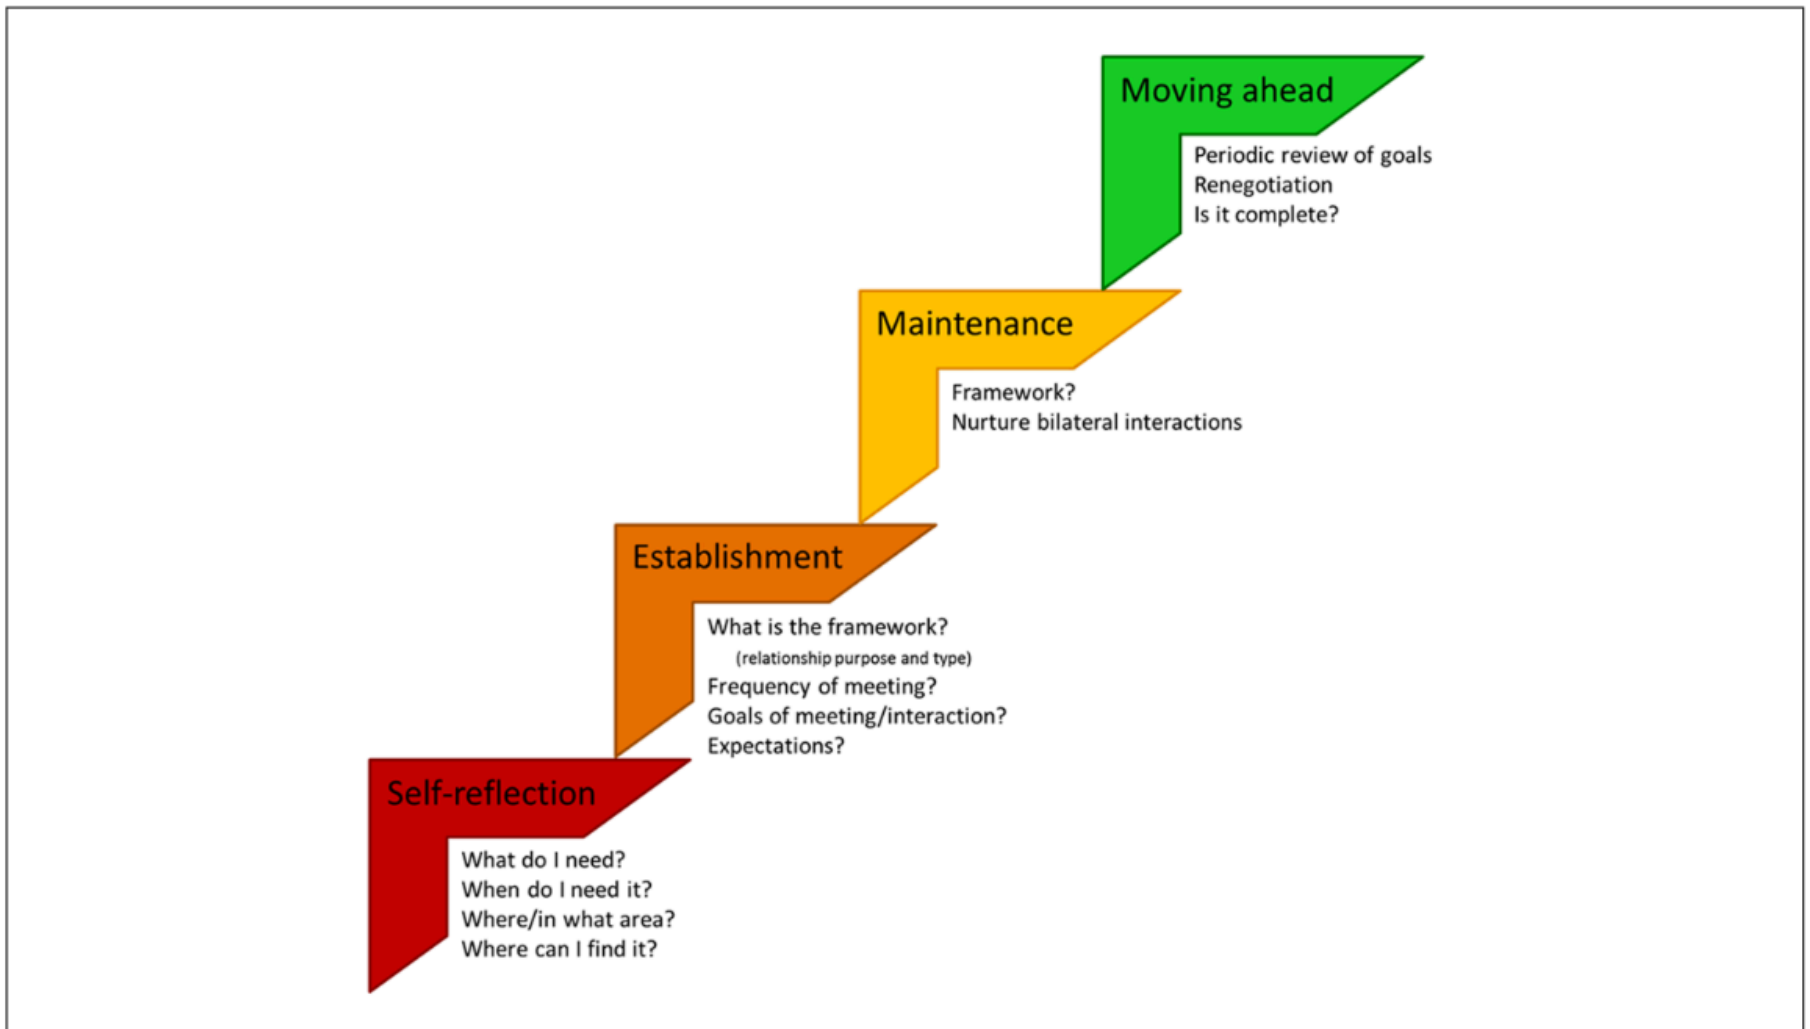 Moving ahead
Periodic review of goals
Renegotiation
Is it complete?
Maintenance
Framework?
Nurture bilateral interactions
Establishment
What is the framework?
(relationship purpose and type)
Frequency of meeting?
Goals of meeting/interaction?
Expectations?
Self-reflection
What do I need?
When do I need it?
Where/in what area?
Where can I find it?